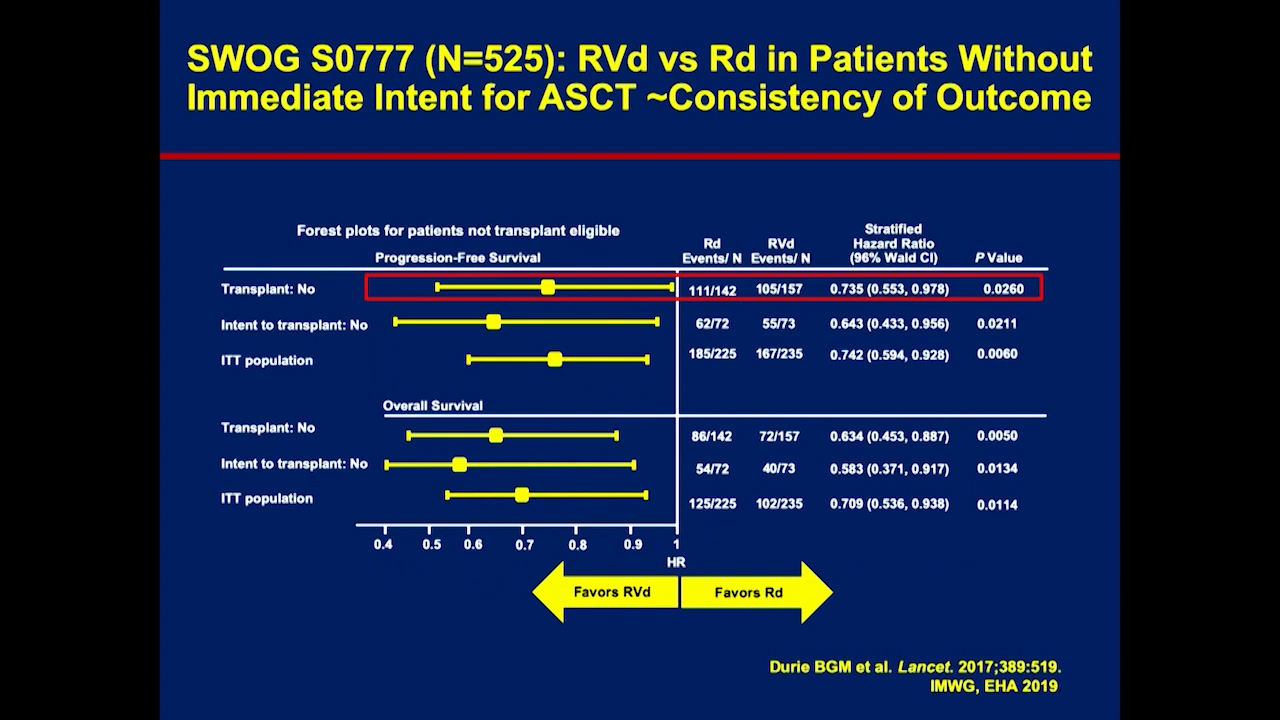 SWOG S0777 (N=525): RVd vs Rd in Patients Without
Immediate Intent for ASCT ~Consistency of Outcome
Forest plots for patients not transplant eligible
Rd
Events/ N
RVd
Events/ N
Stratified
Hazard Ratio
(96% Wald CI)
P Value
Progression-Free Survival
Transplant: No 111/142 105/157 0.735 (0.553, 0.978) 0.0260
Intent to transplant: No 62/72 55/73 0.643 (0.433, 0.956) 0.0211
ITT population 185/225 167/235 0.742 (0.594, 0.928) 0.0060
Overall Survival
Transplant: No 86/142 72/157 0.634 (0.453, 0.887) 0.0050
Intent to transplant: No 54/72 40/73 0.583 (0.371, 0.917) 0.0134
ITT population 125/225 102/235 0.709 (0.536, 0.938) 0.0114
0.4 0.5 0.6 0.7 0.8 0.9 1
HR
Favors RVd Favors Rd
Durie BGM et al. Lancet. 2017;389:519.
IMWG, EHA 2019